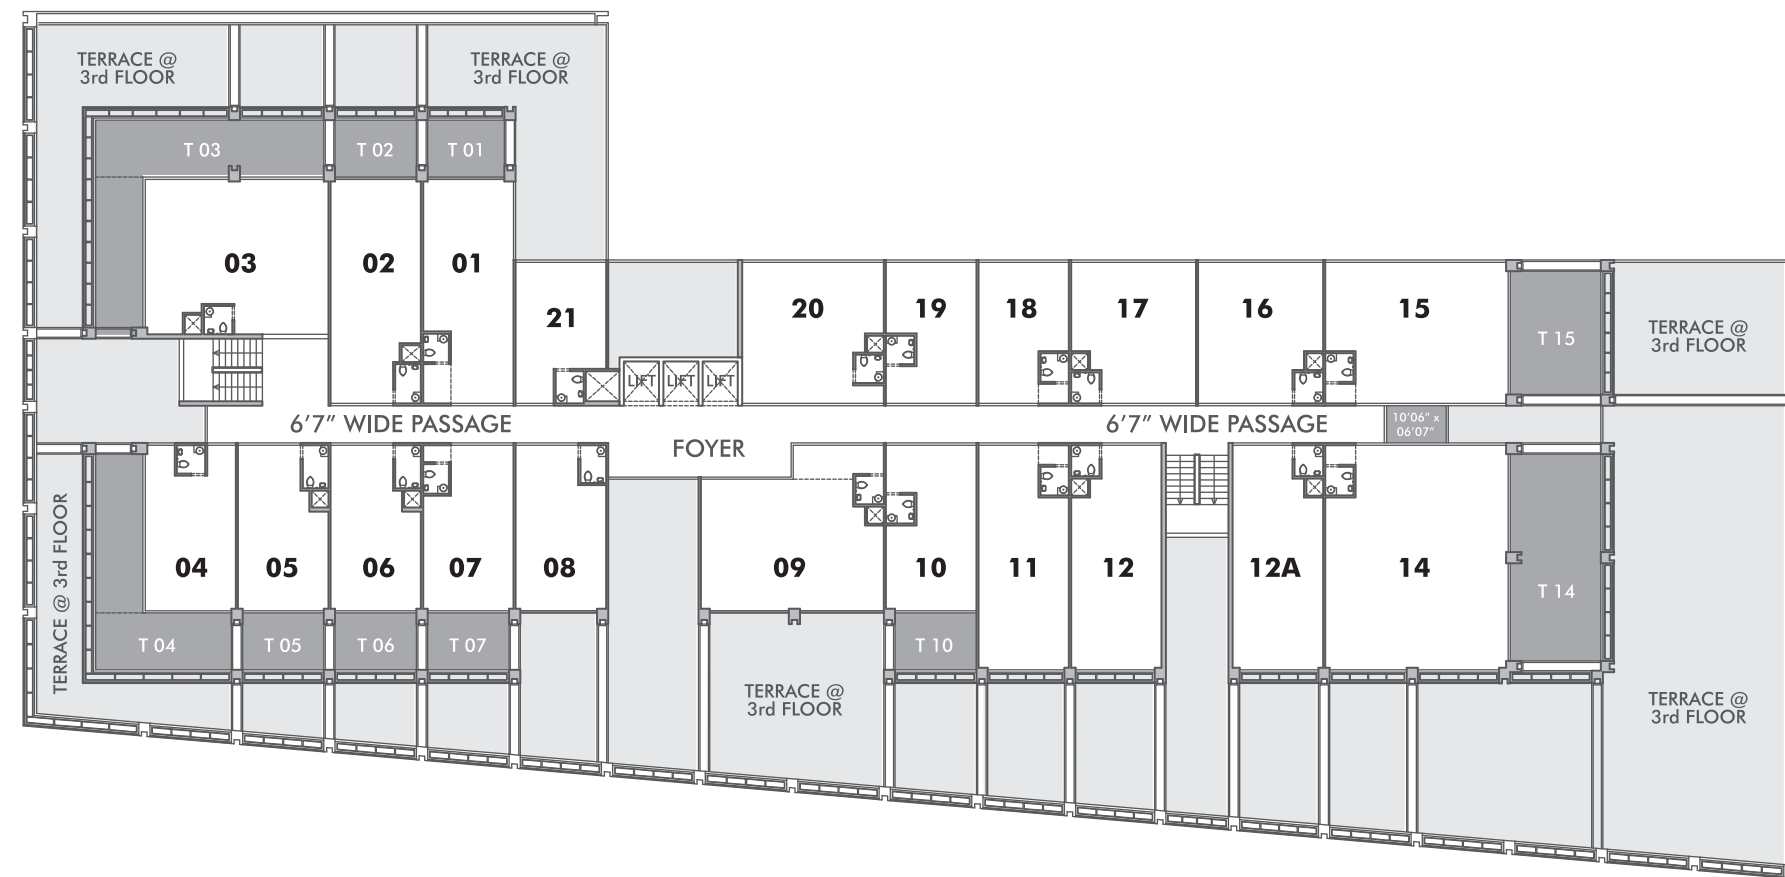 TERRACE @
3rd FLOOR
TERRACE @
3rd FLOOR
T 03
T 02
T 01
03
02
01
21
20
19
18
17
16
15
T 15
TERRACE @
3rd FLOOR
LIFT
LIFT
LIFT
6'7" WIDE PASSAGE
FOYER
6'7" WIDE PASSAGE
10'06" x
06'07"
TERRACE @ 3rd FLOOR
04
05
06
07
08
09
10
11
12
12A
14
T 14
T 04
T 05
T 06
T 07
T 10
TERRACE @
3rd FLOOR
TERRACE @
3rd FLOOR